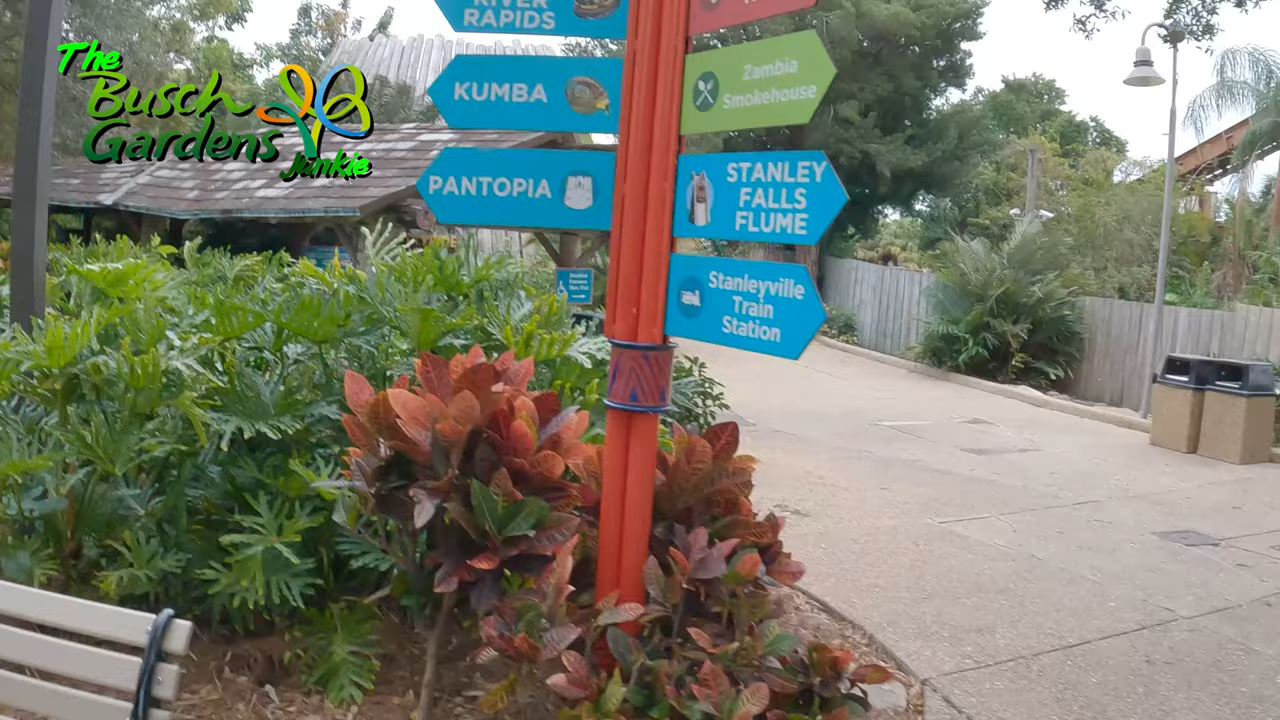 The
Busch
Gardens
Junkie
RIVER
RAPIDS
KUMBA
PANTOPIA
Zambia
Smokehouse
STANLEY
FALLS
FLUME
Stanleyville
Train
Station